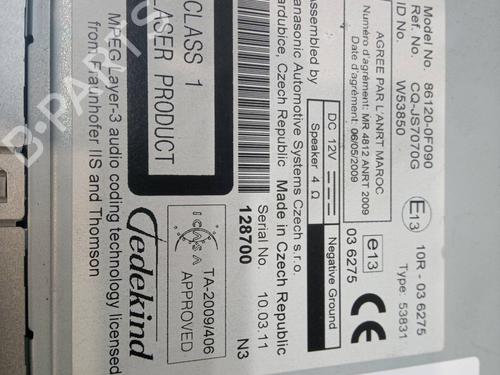 Model No. 86120-0F090
Ref. No. CQ-JS7070G
ID No. W53850
E13
10R - 03 6275
Type: 53831
AGREE PAR L'ANRT MAROC
Numéro d'agrément: MR 4812 ANRT 2009
Date d'agrément: 06/05/2009
e13
03 6275
CE
DC 12V
Negative Ground
Speaker 4 Ω
Assembled by
Panasonic Automotive Systems Czech s.r.o.
Pardubice, Czech Republic Made in Czech Republic
Serial No. 10.03.11
128700 N3
CLASS 1
LASER PRODUCT
ICASA
TA-2009/406
APPROVED
Dedekind
MPEG Layer-3 audio coding technology licensed
from Fraunhofer IIS and Thomson
B-PARTS